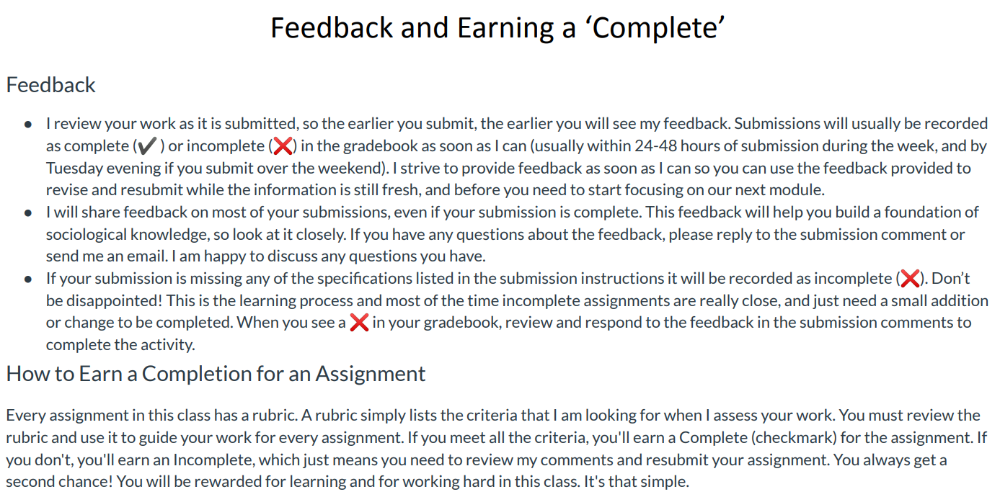 Feedback and Earning a ‘Complete’
Feedback
● I review your work as it is submitted, so the earlier you submit, the earlier you will see my feedback. Submissions will usually be recorded
as complete (✔ ) or incomplete (❌) in the gradebook as soon as I can (usually within 24-48 hours of submission during the week, and by
Tuesday evening if you submit over the weekend). I strive to provide feedback as soon as I can so you can use the feedback provided to
revise and resubmit while the information is still fresh, and before you need to start focusing on our next module.
● I will share feedback on most of your submissions, even if your submission is complete. This feedback will help you build a foundation of
sociological knowledge, so look at it closely. If you have any questions about the feedback, please reply to the submission comment or
send me an email. I am happy to discuss any questions you have.
● If your submission is missing any of the specifications listed in the submission instructions it will be recorded as incomplete (❌). Don’t
be disappointed! This is the learning process and most of the time incomplete assignments are really close, and just need a small addition
or change to be completed. When you see a ❌ in your gradebook, review and respond to the feedback in the submission comments to
complete the activity.
How to Earn a Completion for an Assignment
Every assignment in this class has a rubric. A rubric simply lists the criteria that I am looking for when I assess your work. You must review the
rubric and use it to guide your work for every assignment. If you meet all the criteria, you'll earn a Complete (checkmark) for the assignment. If
you don't, you'll earn an Incomplete, which just means you need to review my comments and resubmit your assignment. You always get a
second chance! You will be rewarded for learning and for working hard in this class. It's that simple.